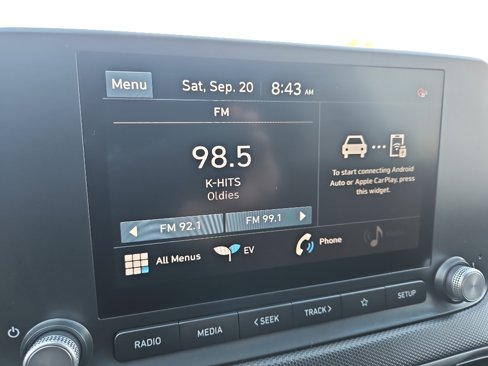 Menu
Sat, Sep. 20
8:43 AM
FM
98.5
K-HITS
Oldies
FM 92.1
FM 99.1
To start connecting Android
Auto or Apple CarPlay, press
this widget.
All Menus
EV
Phone
RADIO
MEDIA
< SEEK
TRACK >
SETUP